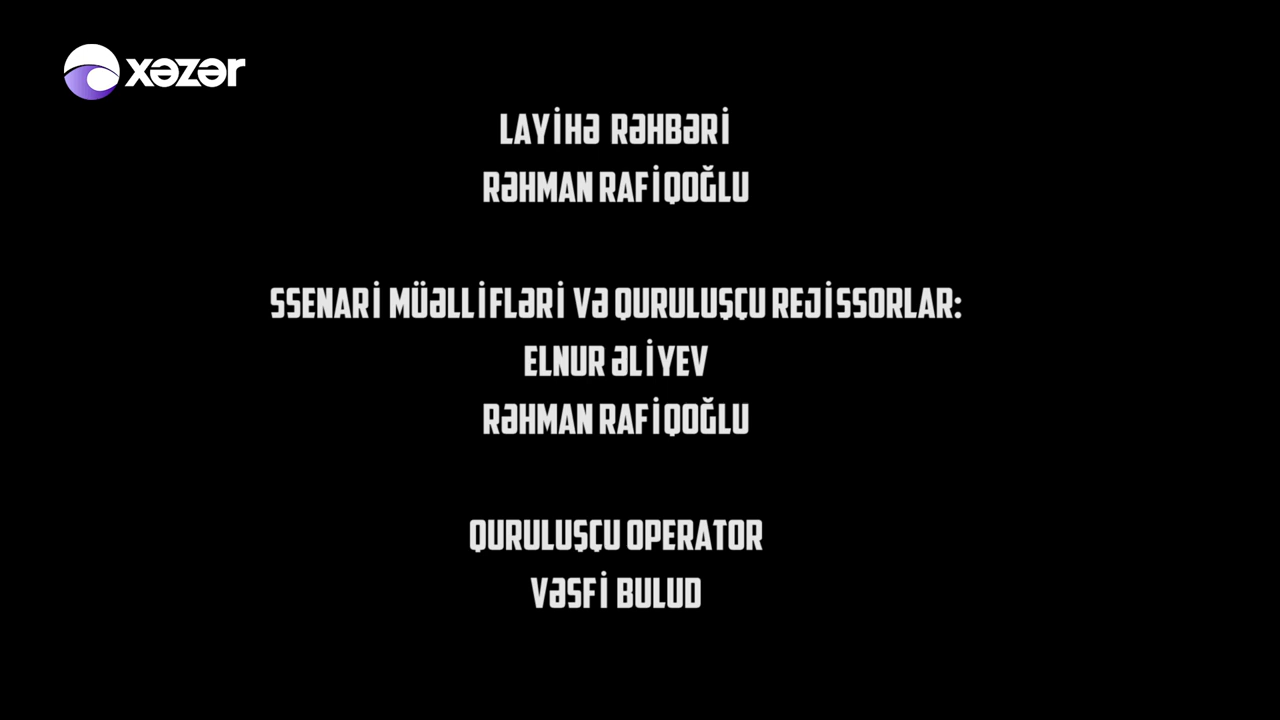 xəzər
LAYİHƏ RƏHBƏRİ
RƏHMAN RAFİQOĞLU
SSENARİ MÜƏLLİFLƏRİ VƏ QURULUŞÇU REJİSSORLAR:
ELNUR ƏLİYEV
RƏHMAN RAFİQOĞLU
QURULUŞÇU OPERATOR
VƏSFİ BULUD